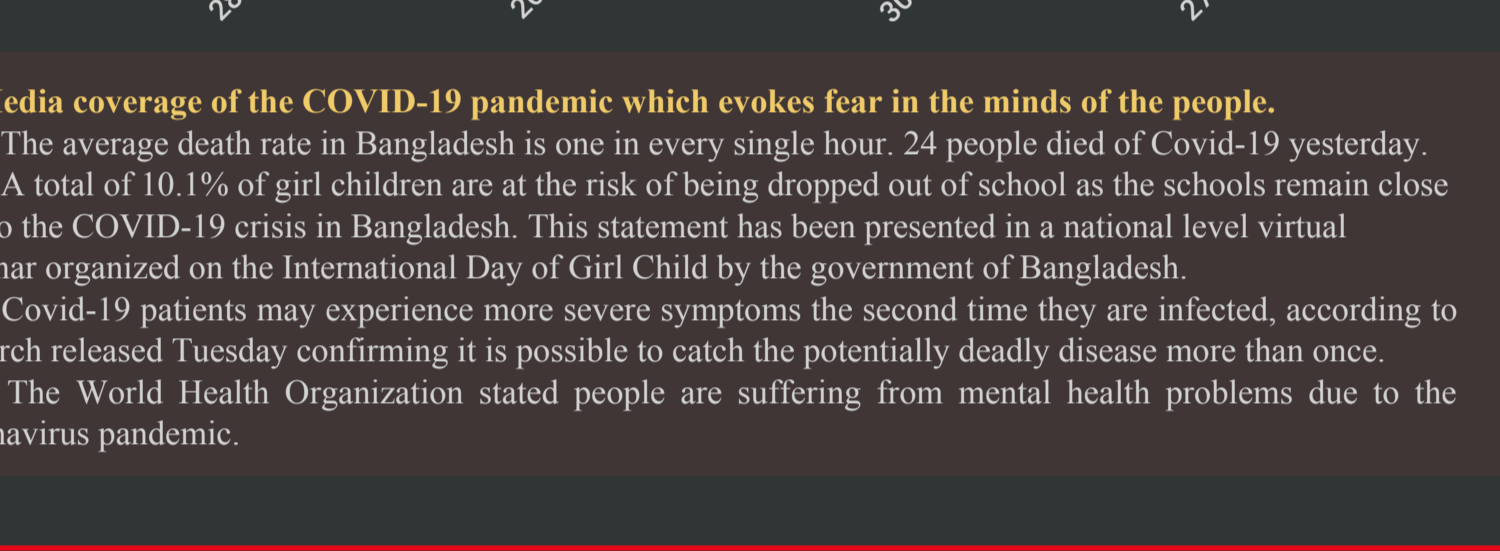 edia coverage of the COVID-19 pandemic which evokes fear in the minds of the people.
The average death rate in Bangladesh is one in every single hour. 24 people died of Covid-19 yesterday.
A total of 10.1% of girl children are at the risk of being dropped out of school as the schools remain close
o the COVID-19 crisis in Bangladesh. This statement has been presented in a national level virtual
nar organized on the International Day of Girl Child by the government of Bangladesh.
Covid-19 patients may experience more severe symptoms the second time they are infected, according to
rch released Tuesday confirming it is possible to catch the potentially deadly disease more than once.
The World Health Organization stated people are suffering from mental health problems due to the
navirus pandemic.